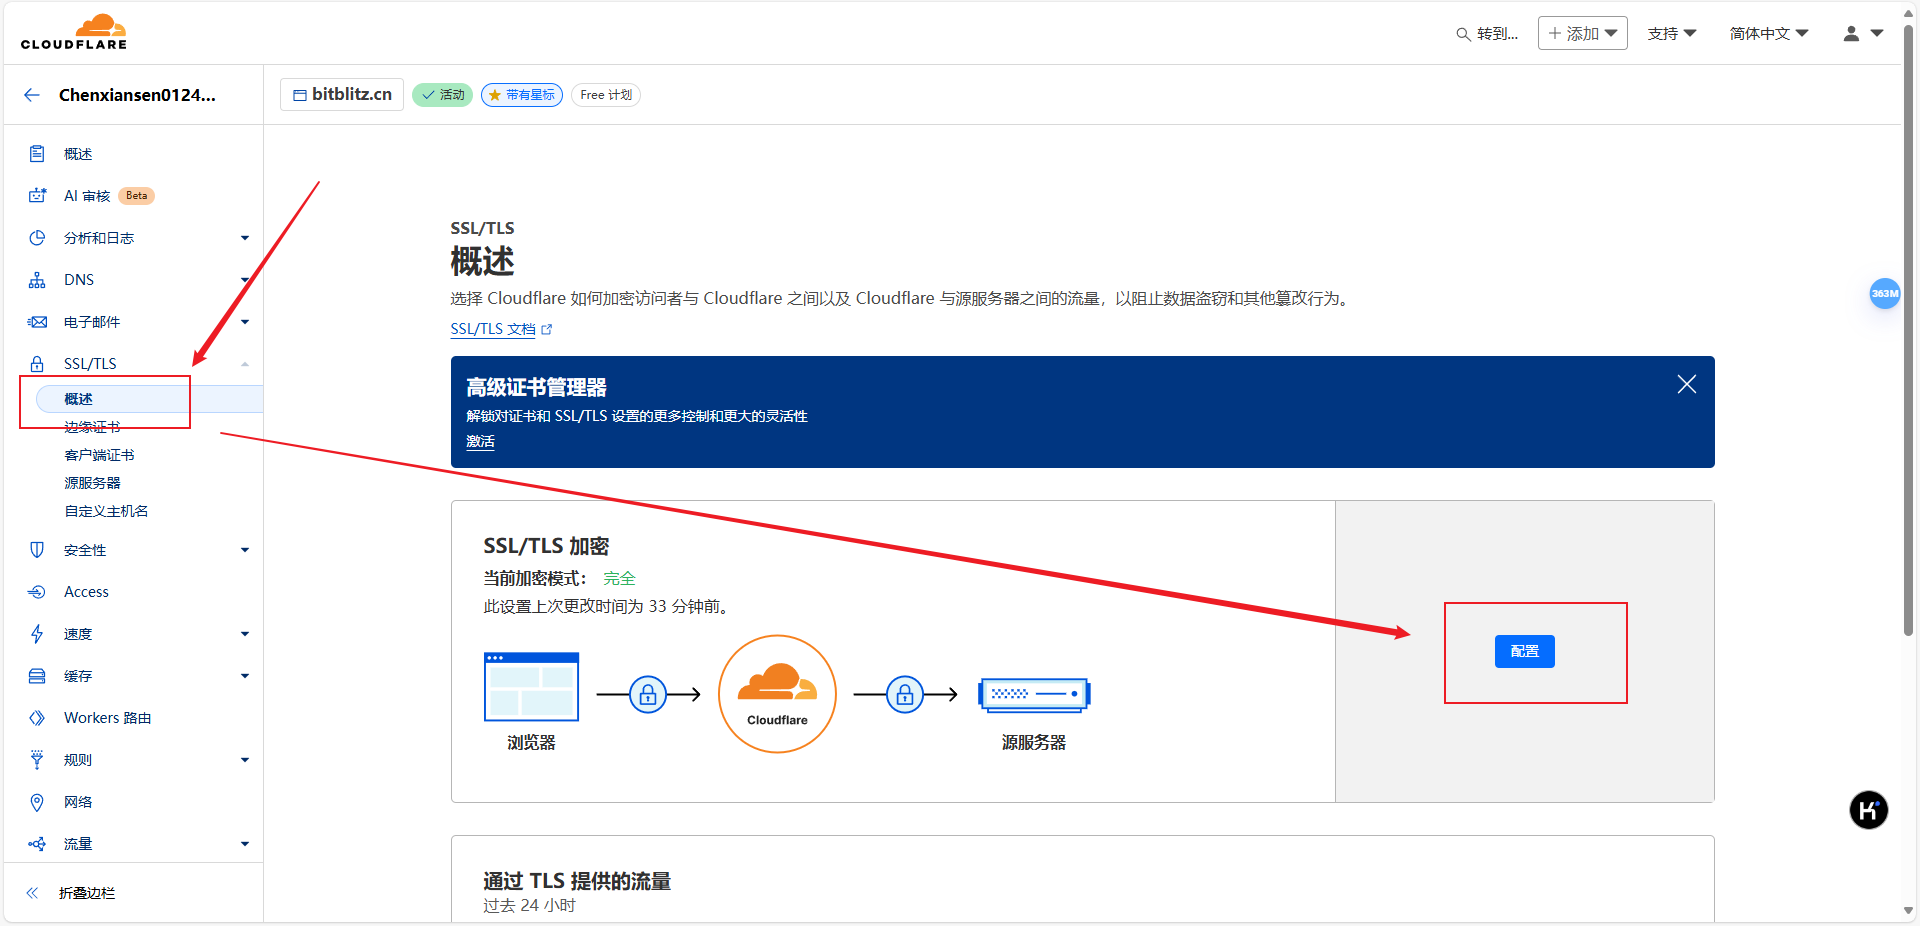 CLOUDFLARE
转到...
添加
支持
简体中文
Chenxiansen0124...
bitblitz.cn
活动
带有星标
Free 计划
概述
AI 审核
Beta
分析和日志
DNS
电子邮件
SSL/TLS
概述
边缘证书
客户端证书
源服务器
自定义主机名
安全性
Access
速度
缓存
Workers 路由
规则
网络
流量
折叠边栏
SSL/TLS
概述
选择 Cloudflare 如何加密访问者与 Cloudflare 之间以及 Cloudflare 与源服务器之间的流量，以阻止数据盗窃和其他篡改行为。
SSL/TLS 文档
高级证书管理器
解锁对证书和 SSL/TLS 设置的更多控制和更大的灵活性
激活
SSL/TLS 加密
当前加密模式： 完全
此设置上次更改时间为 33 分钟前。
Cloudflare
浏览器
源服务器
配置
通过 TLS 提供的流量
过去 24 小时
363M